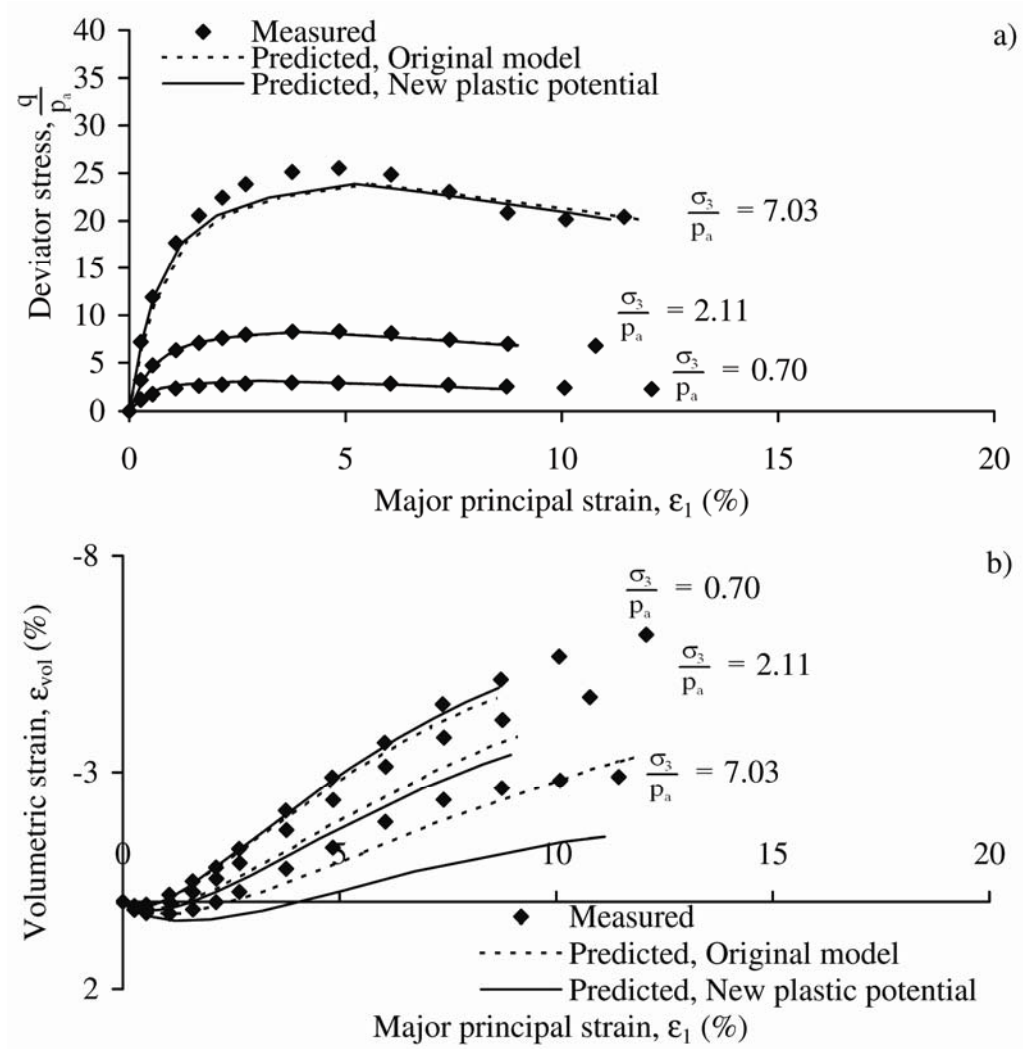 a)
Measured
Predicted, Original model
Predicted, New plastic potential
Deviator stress, q/pₐ
40
35
30
25
20
15
10
5
0
σ₃/pₐ = 7.03
σ₃/pₐ = 2.11
σ₃/pₐ = 0.70
0 5 10 15 20
Major principal strain, ε₁ (%)
b)
Volumetric strain, εvol (%)
-8
-3
2
σ₃/pₐ = 0.70
σ₃/pₐ = 2.11
σ₃/pₐ = 7.03
0 5 10 15 20
Measured
Predicted, Original model
Predicted, New plastic potential
Major principal strain, ε₁ (%)